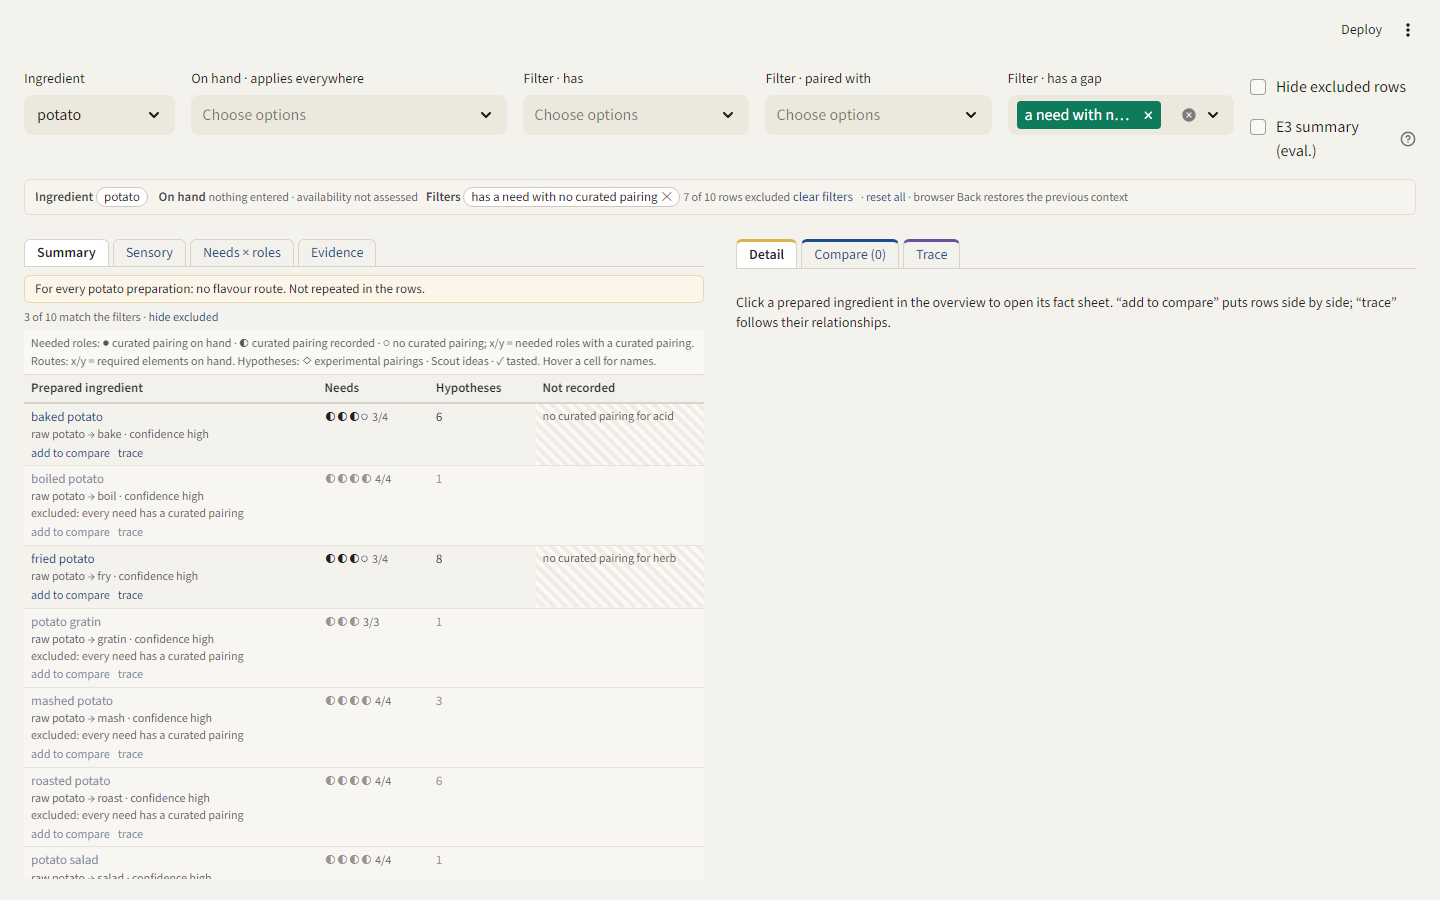 Deploy
Ingredient
On hand · applies everywhere
Filter · has
Filter · paired with
Filter · has a gap
potato
Choose options
Choose options
Choose options
a need with n…
Hide excluded rows
E3 summary
(eval.)
Ingredient potato On hand nothing entered · availability not assessed Filters has a need with no curated pairing 7 of 10 rows excluded clear filters · reset all · browser Back restores the previous context
Summary
Sensory
Needs × roles
Evidence
For every potato preparation: no flavour route. Not repeated in the rows.
3 of 10 match the filters · hide excluded
Needed roles: ● curated pairing on hand · ◐ curated pairing recorded · ○ no curated pairing; x/y = needed roles with a curated pairing.
Routes: x/y = required elements on hand. Hypotheses: ◇ experimental pairings · Scout ideas · ✓ tasted. Hover a cell for names.
Prepared ingredient Needs Hypotheses Not recorded
baked potato ◐◐◐○ 3/4 6 no curated pairing for acid
raw potato → bake · confidence high
add to compare trace
boiled potato ◐◐◐◐ 4/4 1
raw potato → boil · confidence high
excluded: every need has a curated pairing
add to compare trace
fried potato ◐◐◐○ 3/4 8 no curated pairing for herb
raw potato → fry · confidence high
add to compare trace
potato gratin ◐◐◐ 3/3 1
raw potato → gratin · confidence high
excluded: every need has a curated pairing
add to compare trace
mashed potato ◐◐◐◐ 4/4 3
raw potato → mash · confidence high
excluded: every need has a curated pairing
add to compare trace
roasted potato ◐◐◐◐ 4/4 6
raw potato → roast · confidence high
excluded: every need has a curated pairing
add to compare trace
potato salad ◐◐◐◐ 4/4 1
raw potato → salad · confidence high
Detail
Compare (0)
Trace
Click a prepared ingredient in the overview to open its fact sheet. “add to compare” puts rows side by side; “trace”
follows their relationships.